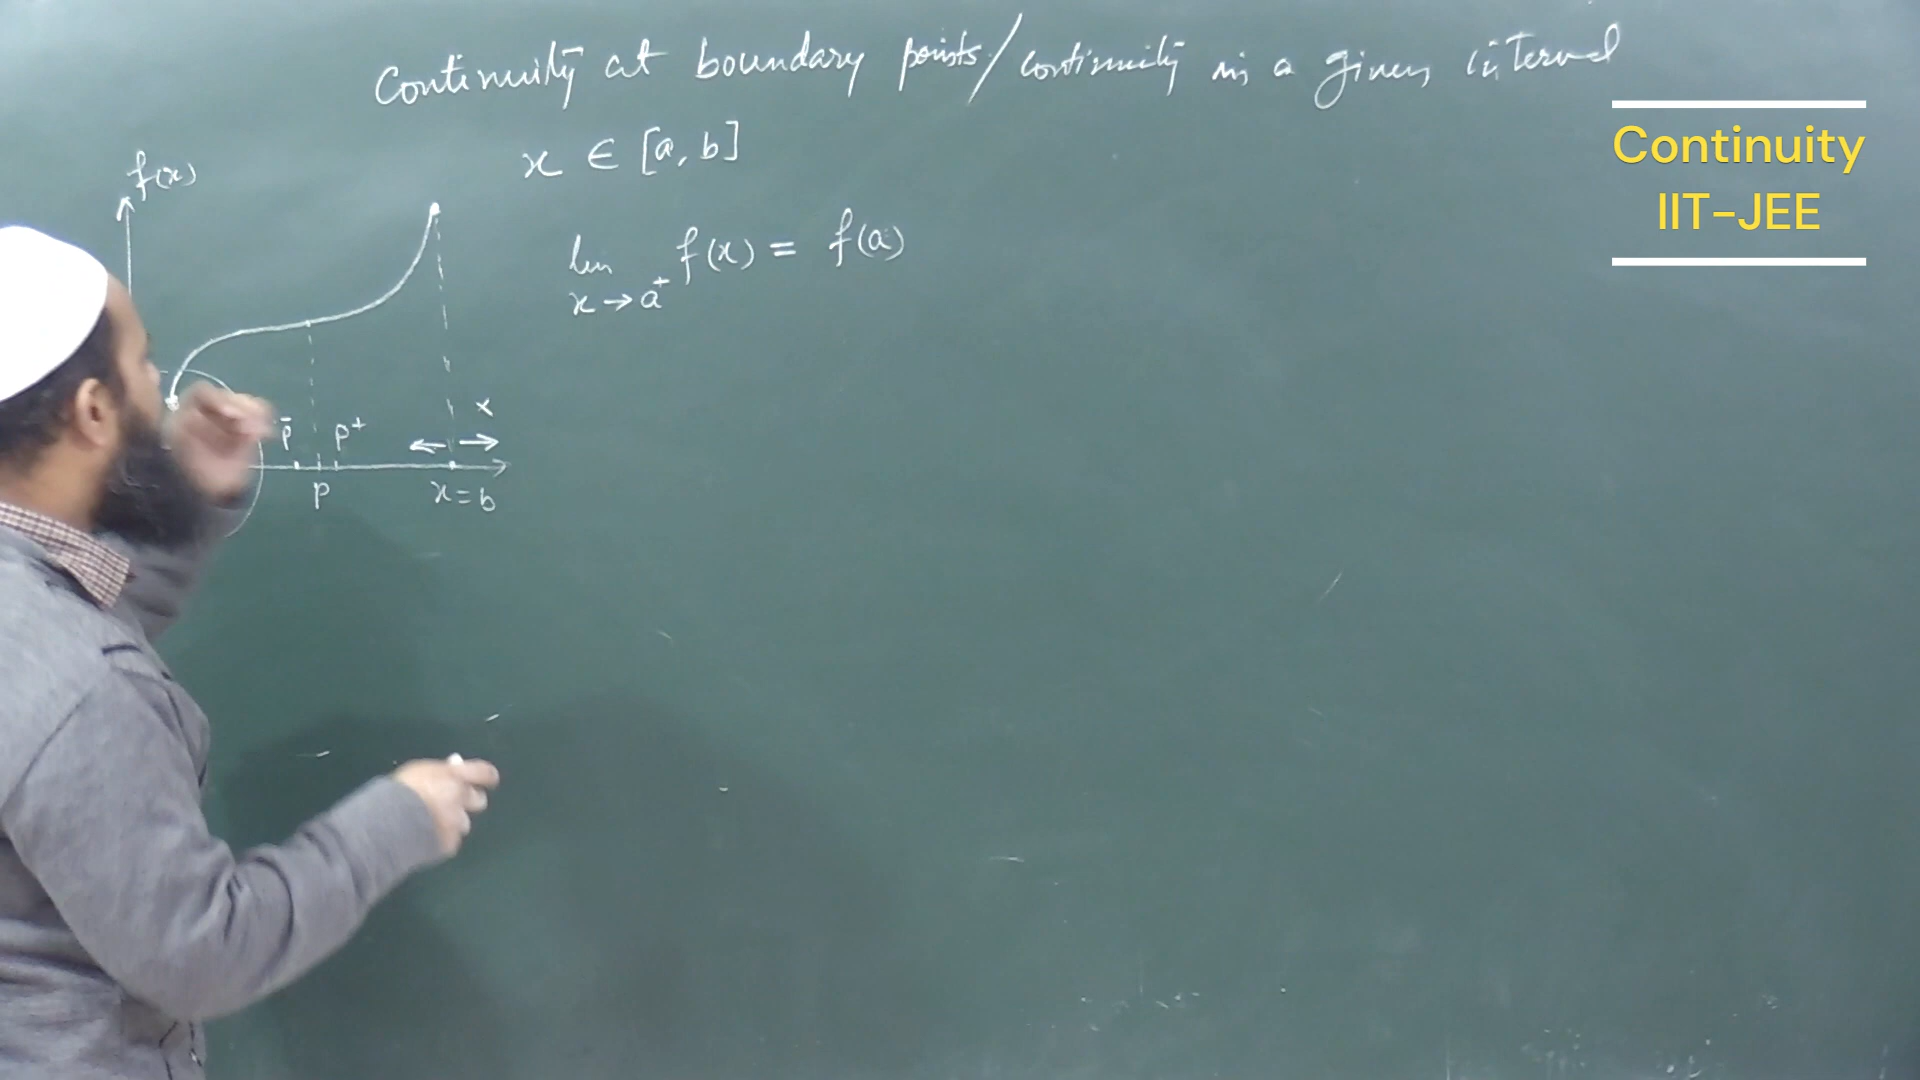 Continuity at boundary points/continuity in a given interval
x ∈ [a, b]
lim f(x) = f(a)
x → a⁺
f(x)
p⁻ p⁺
x
p
x = b
Continuity
IIT-JEE